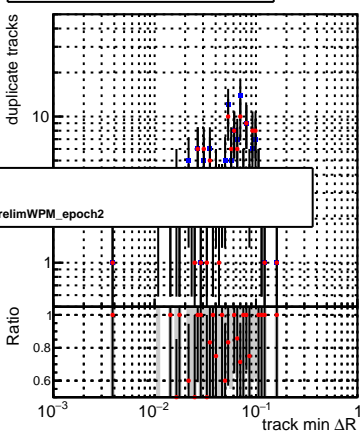 duplicate tracks
10
relimWPM_epoch2
1
Ratio
1
0.8
0.6
10⁻³ 10⁻² 10⁻¹ 1
track min ΔR